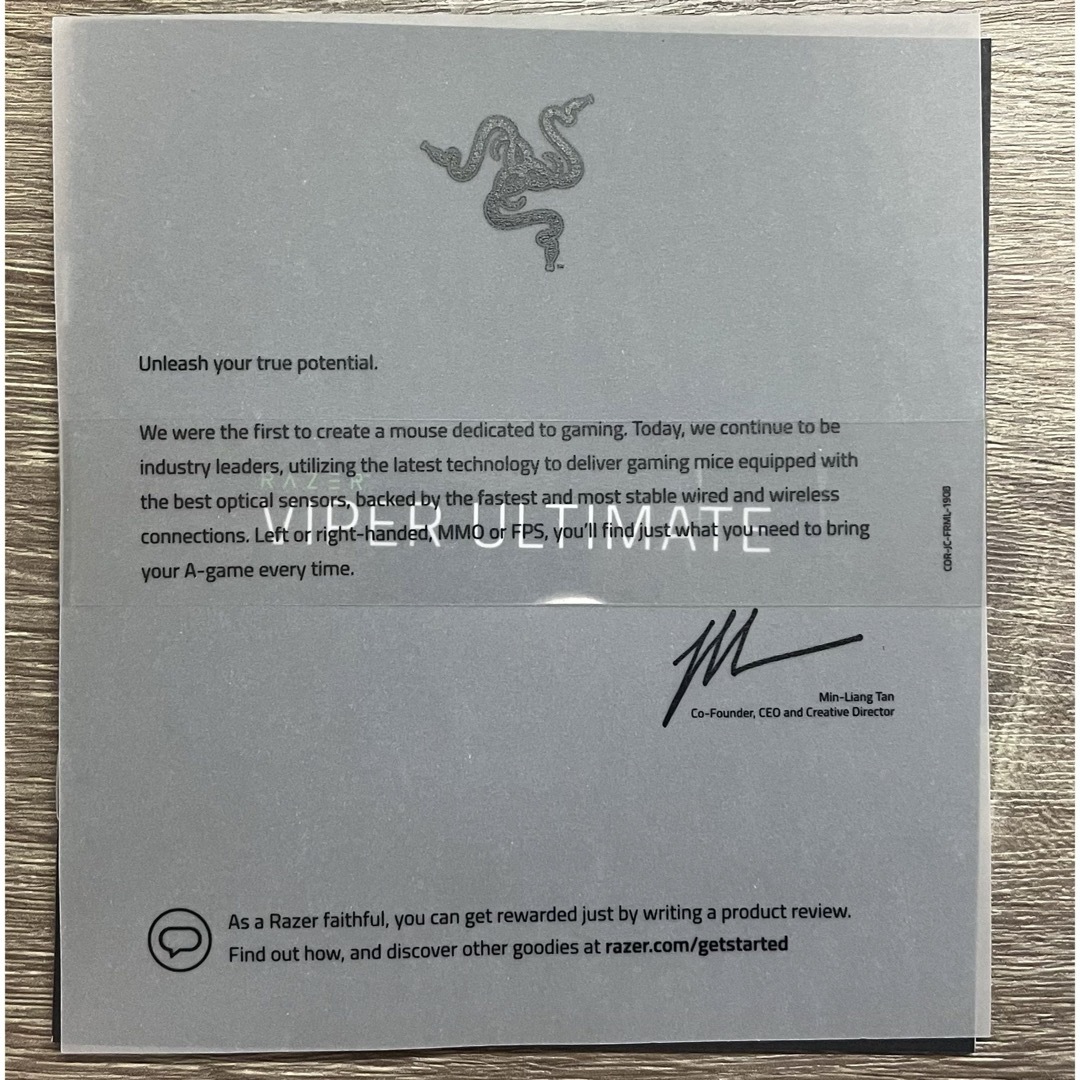 Unleash your true potential.
We were the first to create a mouse dedicated to gaming. Today, we continue to be
industry leaders, utilizing the latest technology to deliver gaming mice equipped with
the best optical sensors, backed by the fastest and most stable wired and wireless
connections. Left or right-handed, MMO or FPS, you'll find just what you need to bring
your A-game every time.
RAZER
VIPER ULTIMATE
COR-JC-FRML-190B
Min-Liang Tan
Co-Founder, CEO and Creative Director
As a Razer faithful, you can get rewarded just by writing a product review.
Find out how, and discover other goodies at razer.com/getstarted